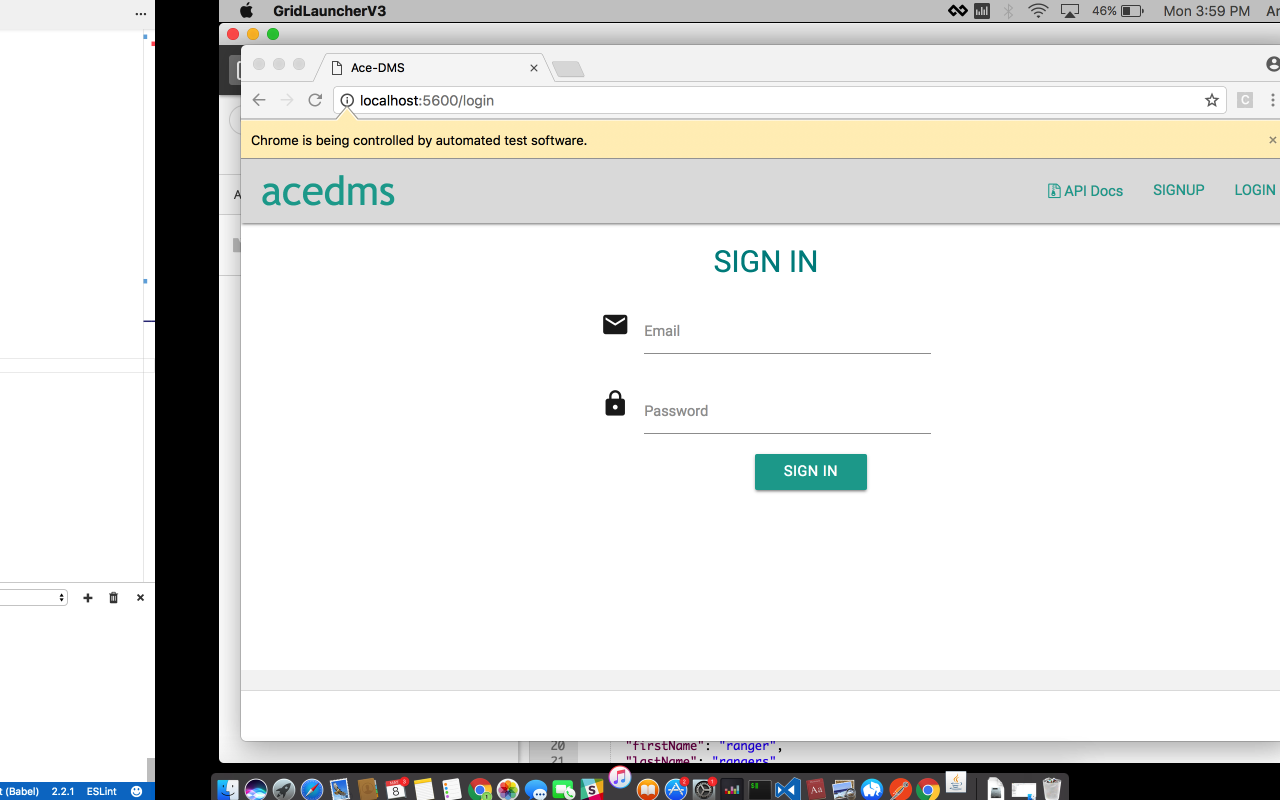 GridLauncherV3
46%
Mon 3:59 PM
Ar
Ace-DMS
localhost:5600/login
C
Chrome is being controlled by automated test software.
A
acedms
API Docs
SIGNUP
LOGIN
SIGN IN
Email
Password
SIGN IN
20
"firstName": "ranger",
21
"lastName": "rangers"
t (Babel)
2.2.1
ESLint
8